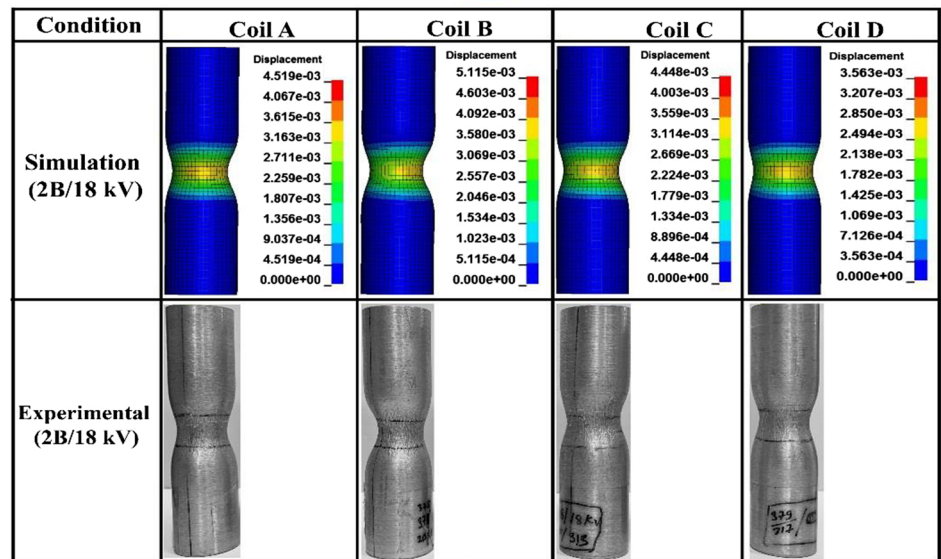 Condition
Coil A
Coil B
Coil C
Coil D
Simulation
(2B/18 kV)
Displacement
4.519e-03
4.067e-03
3.615e-03
3.163e-03
2.711e-03
2.259e-03
1.807e-03
1.356e-03
9.037e-04
4.519e-04
0.000e+00
Displacement
5.115e-03
4.603e-03
4.092e-03
3.580e-03
3.069e-03
2.557e-03
2.046e-03
1.534e-03
1.023e-03
5.115e-04
0.000e+00
Displacement
4.448e-03
4.003e-03
3.559e-03
3.114e-03
2.669e-03
2.224e-03
1.779e-03
1.334e-03
8.896e-04
4.448e-04
0.000e+00
Displacement
3.563e-03
3.207e-03
2.850e-03
2.494e-03
2.138e-03
1.782e-03
1.425e-03
1.069e-03
7.126e-04
3.563e-04
0.000e+00
Experimental
(2B/18 kV)
/18 KV
313
379
317